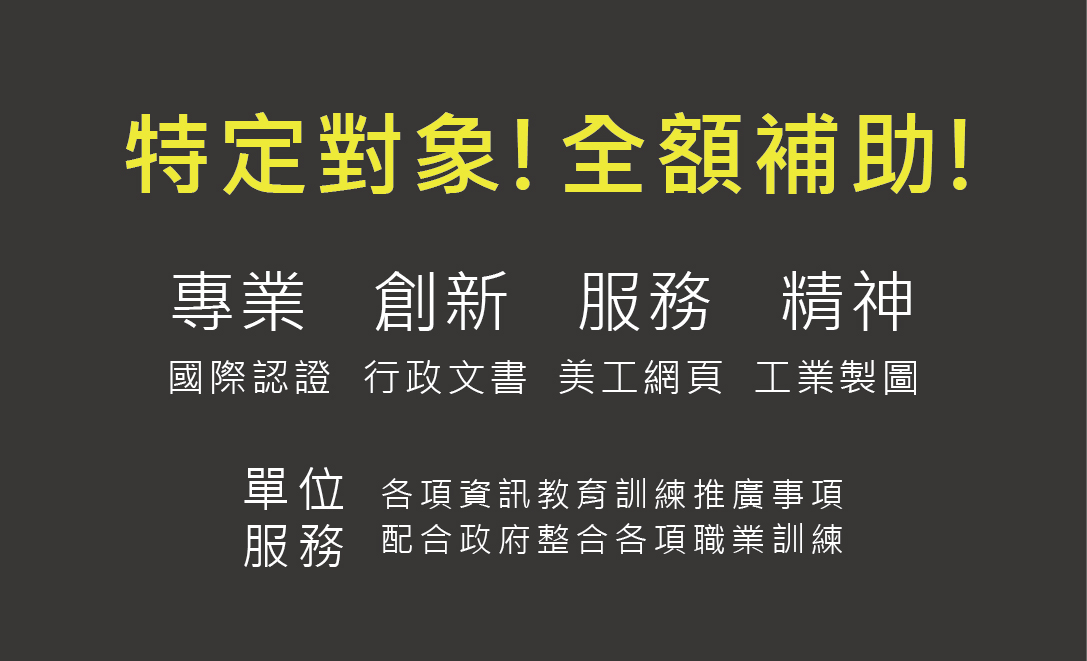 特定對象! 全額補助!
專業 創新 服務 精神
國際認證 行政文書 美工網頁 工業製圖
單位
服務
各項資訊教育訓練推廣事項
配合政府整合各項職業訓練